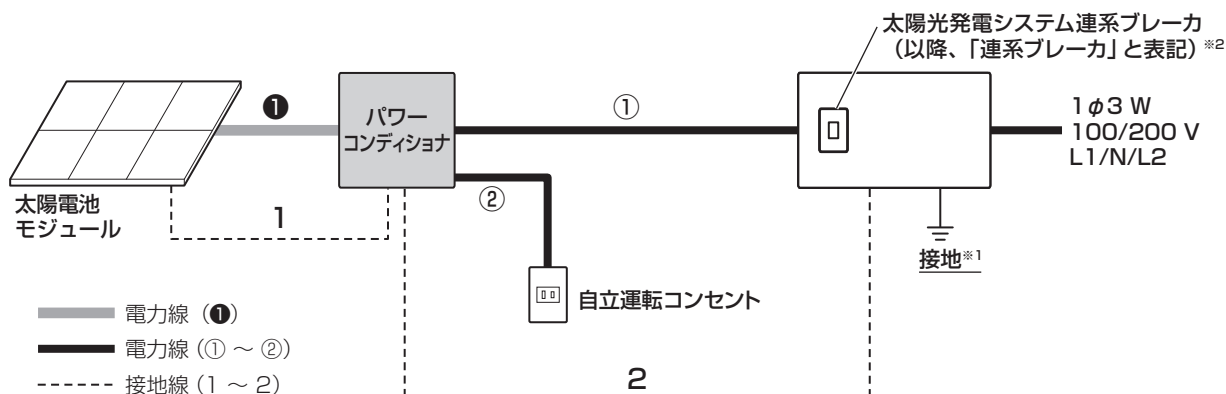 太陽光発電システム連系ブレーカ
（以降、「連系ブレーカ」と表記）※2
❶
①
パワー
コンディショナ
1φ3 W
100/200 V
L1/N/L2
②
太陽電池
モジュール
1
接地※1
自立運転コンセント
電力線（❶）
電力線（① ～ ②）
2
接地線（1 ～ 2）